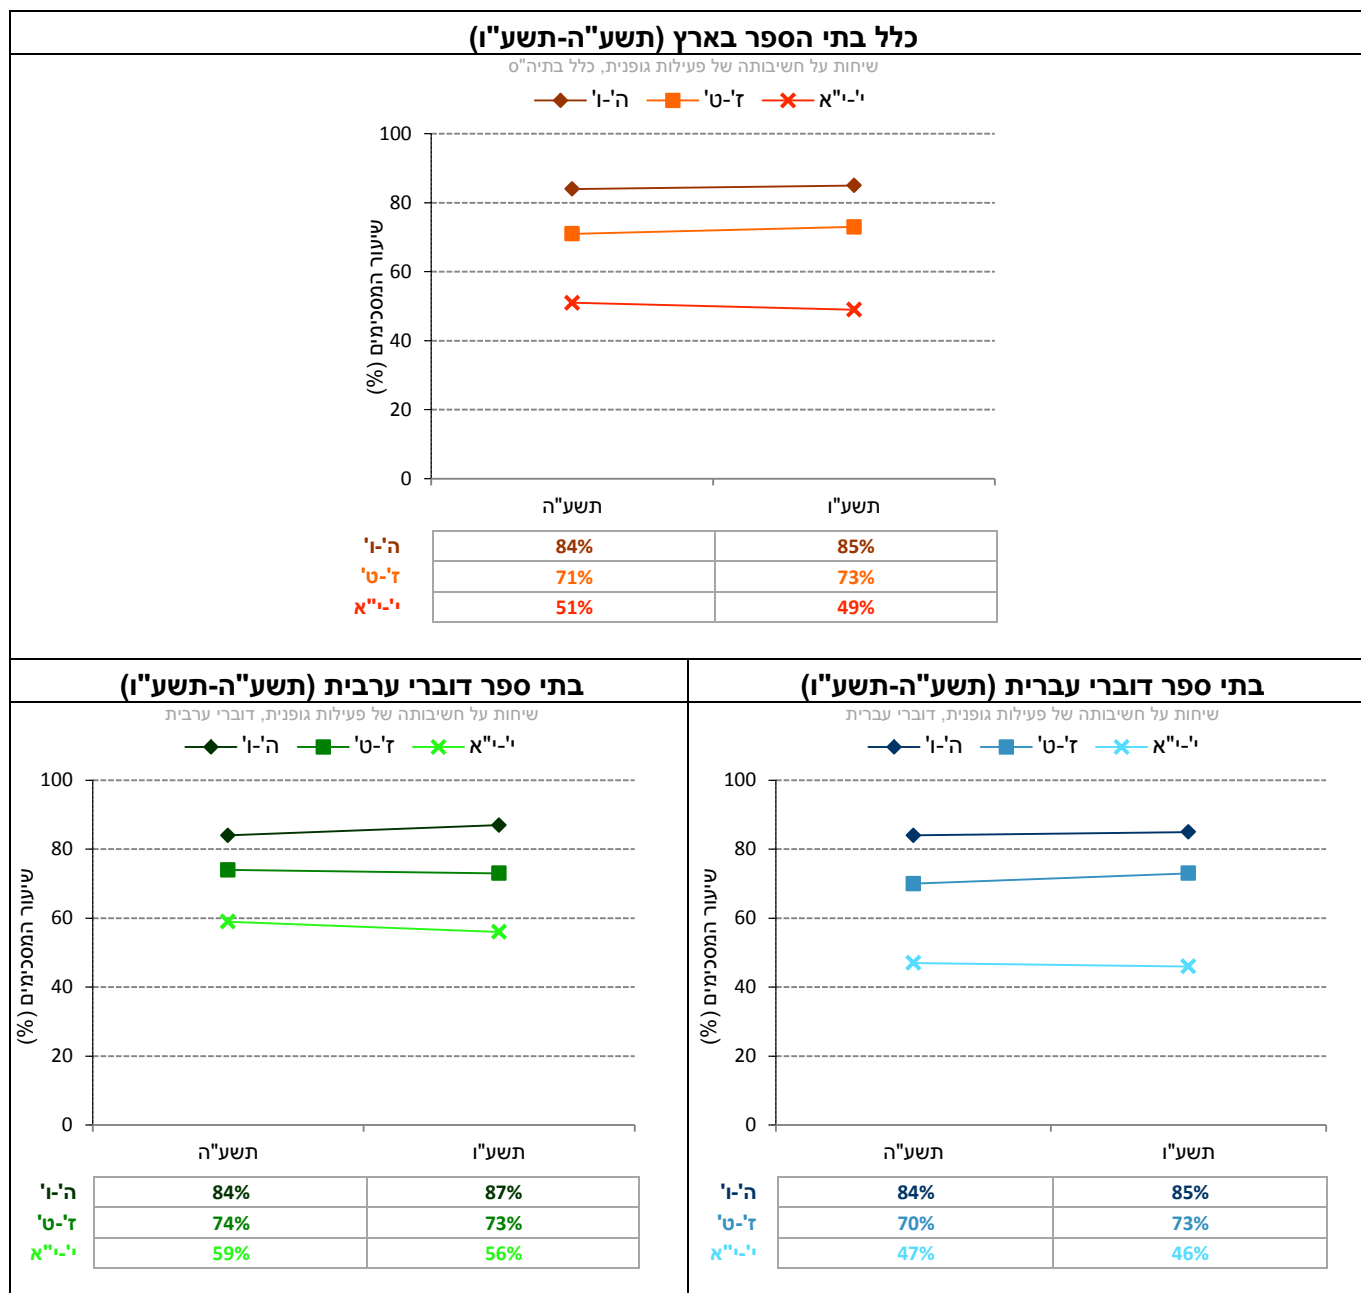 כלל בתי הספר בארץ (תשע"ה-תשע"ו)
שיחות על חשיבותה של פעילות גופנית, כלל בתיה"ס
ה'-ו' ז'-ט' י'-י"א
שיעור המסכימים (%)
100
80
60
40
20
0
תשע"ה תשע"ו
ה'-ו' 84% 85%
ז'-ט' 71% 73%
י'-י"א 51% 49%
בתי ספר דוברי עברית (תשע"ה-תשע"ו)
שיחות על חשיבותה של פעילות גופנית, דוברי עברית
ה'-ו' ז'-ט' י'-י"א
שיעור המסכימים (%)
100
80
60
40
20
0
תשע"ה תשע"ו
ה'-ו' 84% 85%
ז'-ט' 70% 73%
י'-י"א 47% 46%
בתי ספר דוברי ערבית (תשע"ה-תשע"ו)
שיחות על חשיבותה של פעילות גופנית, דוברי ערבית
ה'-ו' ז'-ט' י'-י"א
שיעור המסכימים (%)
100
80
60
40
20
0
תשע"ה תשע"ו
ה'-ו' 84% 87%
ז'-ט' 74% 73%
י'-י"א 59% 56%